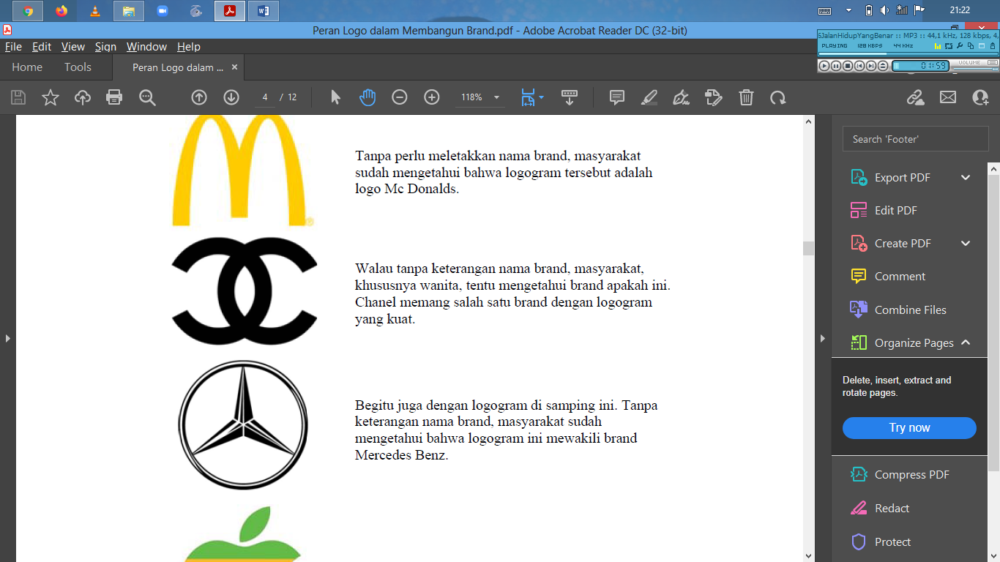 21:22
Peran Logo dalam Membangun Brand.pdf - Adobe Acrobat Reader DC (32-bit)
5JalanHidupYangBenar :: MP3 :: 44,1 kHz, 128 kbps, 4,
PLAYING 128 KBPS 44 KHZ
File Edit View Sign Window Help
01:59 VOLUME
Home Tools Peran Logo dalam ... ×
4 / 12 118%
Tanpa perlu meletakkan nama brand, masyarakat
sudah mengetahui bahwa logogram tersebut adalah
logo Mc Donalds.
Walau tanpa keterangan nama brand, masyarakat,
khususnya wanita, tentu mengetahui brand apakah ini.
Chanel memang salah satu brand dengan logogram
yang kuat.
Begitu juga dengan logogram di samping ini. Tanpa
keterangan nama brand, masyarakat sudah
mengetahui bahwa logogram ini mewakili brand
Mercedes Benz.
Search 'Footer'
Export PDF
Edit PDF
Create PDF
Comment
Combine Files
Organize Pages
Delete, insert, extract and
rotate pages.
Try now
Compress PDF
Redact
Protect